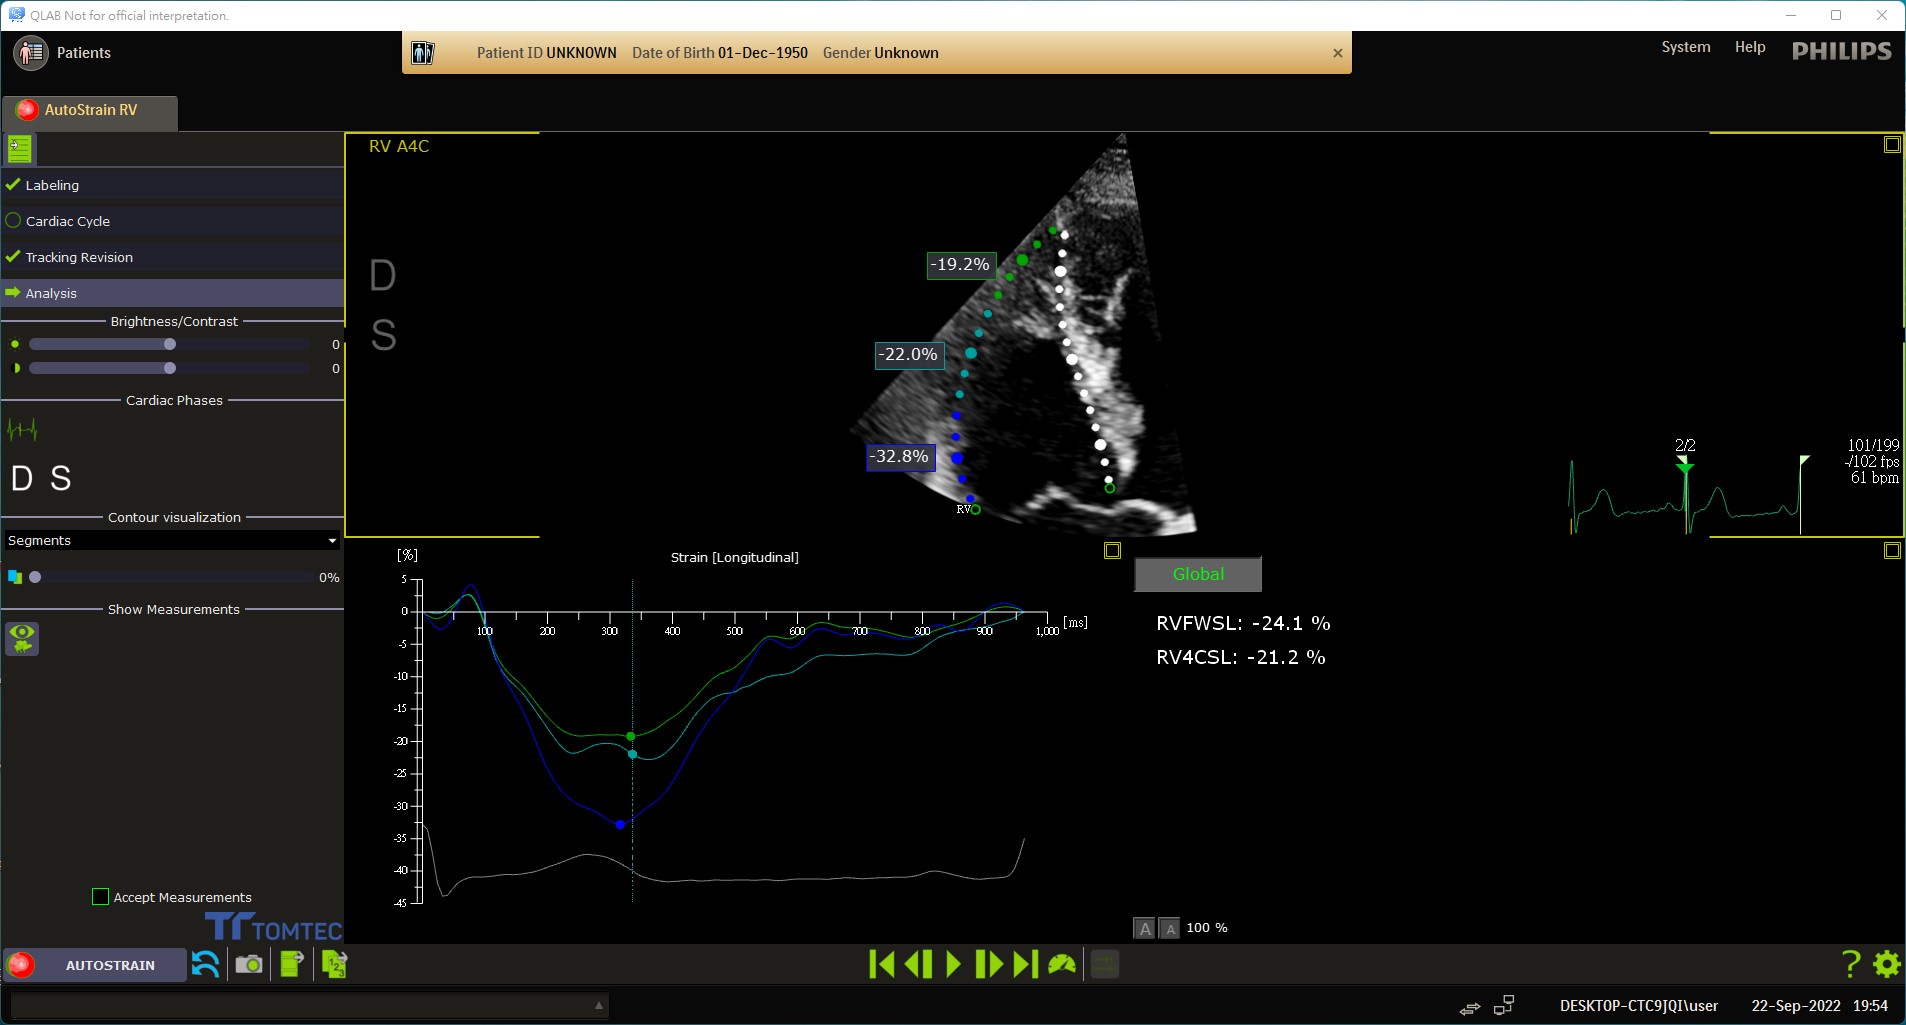 QLAB Not for official interpretation.
Patients
Patient ID UNKNOWN Date of Birth 01-Dec-1950 Gender Unknown
System Help PHILIPS
AutoStrain RV
Labeling
Cardiac Cycle
Tracking Revision
Analysis
Brightness/Contrast
0
0
Cardiac Phases
D S
Contour visualization
Segments
0%
Show Measurements
Accept Measurements
TOMTEC
RV A4C
D
S
-19.2%
-22.0%
-32.8%
RV
2/2
101/199
-/102 fps
61 bpm
[%] Strain [Longitudinal]
5
0
-5
-10
-15
-20
-25
-30
-35
-40
-45
100 200 300 400 500 600 700 800 900 1,000 [ms]
Global
RVFWSL: -24.1 %
RV4CSL: -21.2 %
A A 100 %
AUTOSTRAIN
1 2 3
?
DESKTOP-CTC9JQI\user 22-Sep-2022 19:54